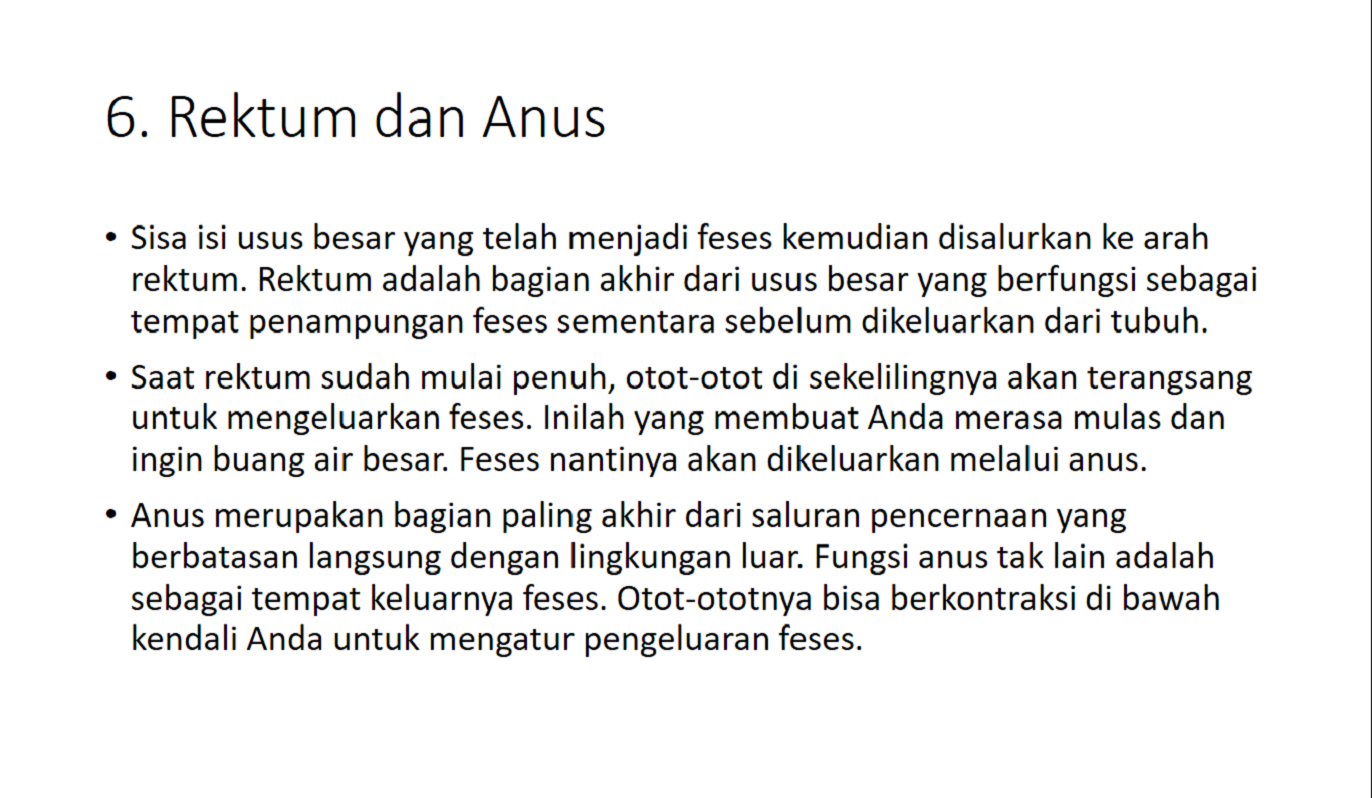 6. Rektum dan Anus
• Sisa isi usus besar yang telah menjadi feses kemudian disalurkan ke arah
rektum. Rektum adalah bagian akhir dari usus besar yang berfungsi sebagai
tempat penampungan feses sementara sebelum dikeluarkan dari tubuh.
• Saat rektum sudah mulai penuh, otot-otot di sekelilingnya akan terangsang
untuk mengeluarkan feses. Inilah yang membuat Anda merasa mulas dan
ingin buang air besar. Feses nantinya akan dikeluarkan melalui anus.
• Anus merupakan bagian paling akhir dari saluran pencernaan yang
berbatasan langsung dengan lingkungan luar. Fungsi anus tak lain adalah
sebagai tempat keluarnya feses. Otot-ototnya bisa berkontraksi di bawah
kendali Anda untuk mengatur pengeluaran feses.